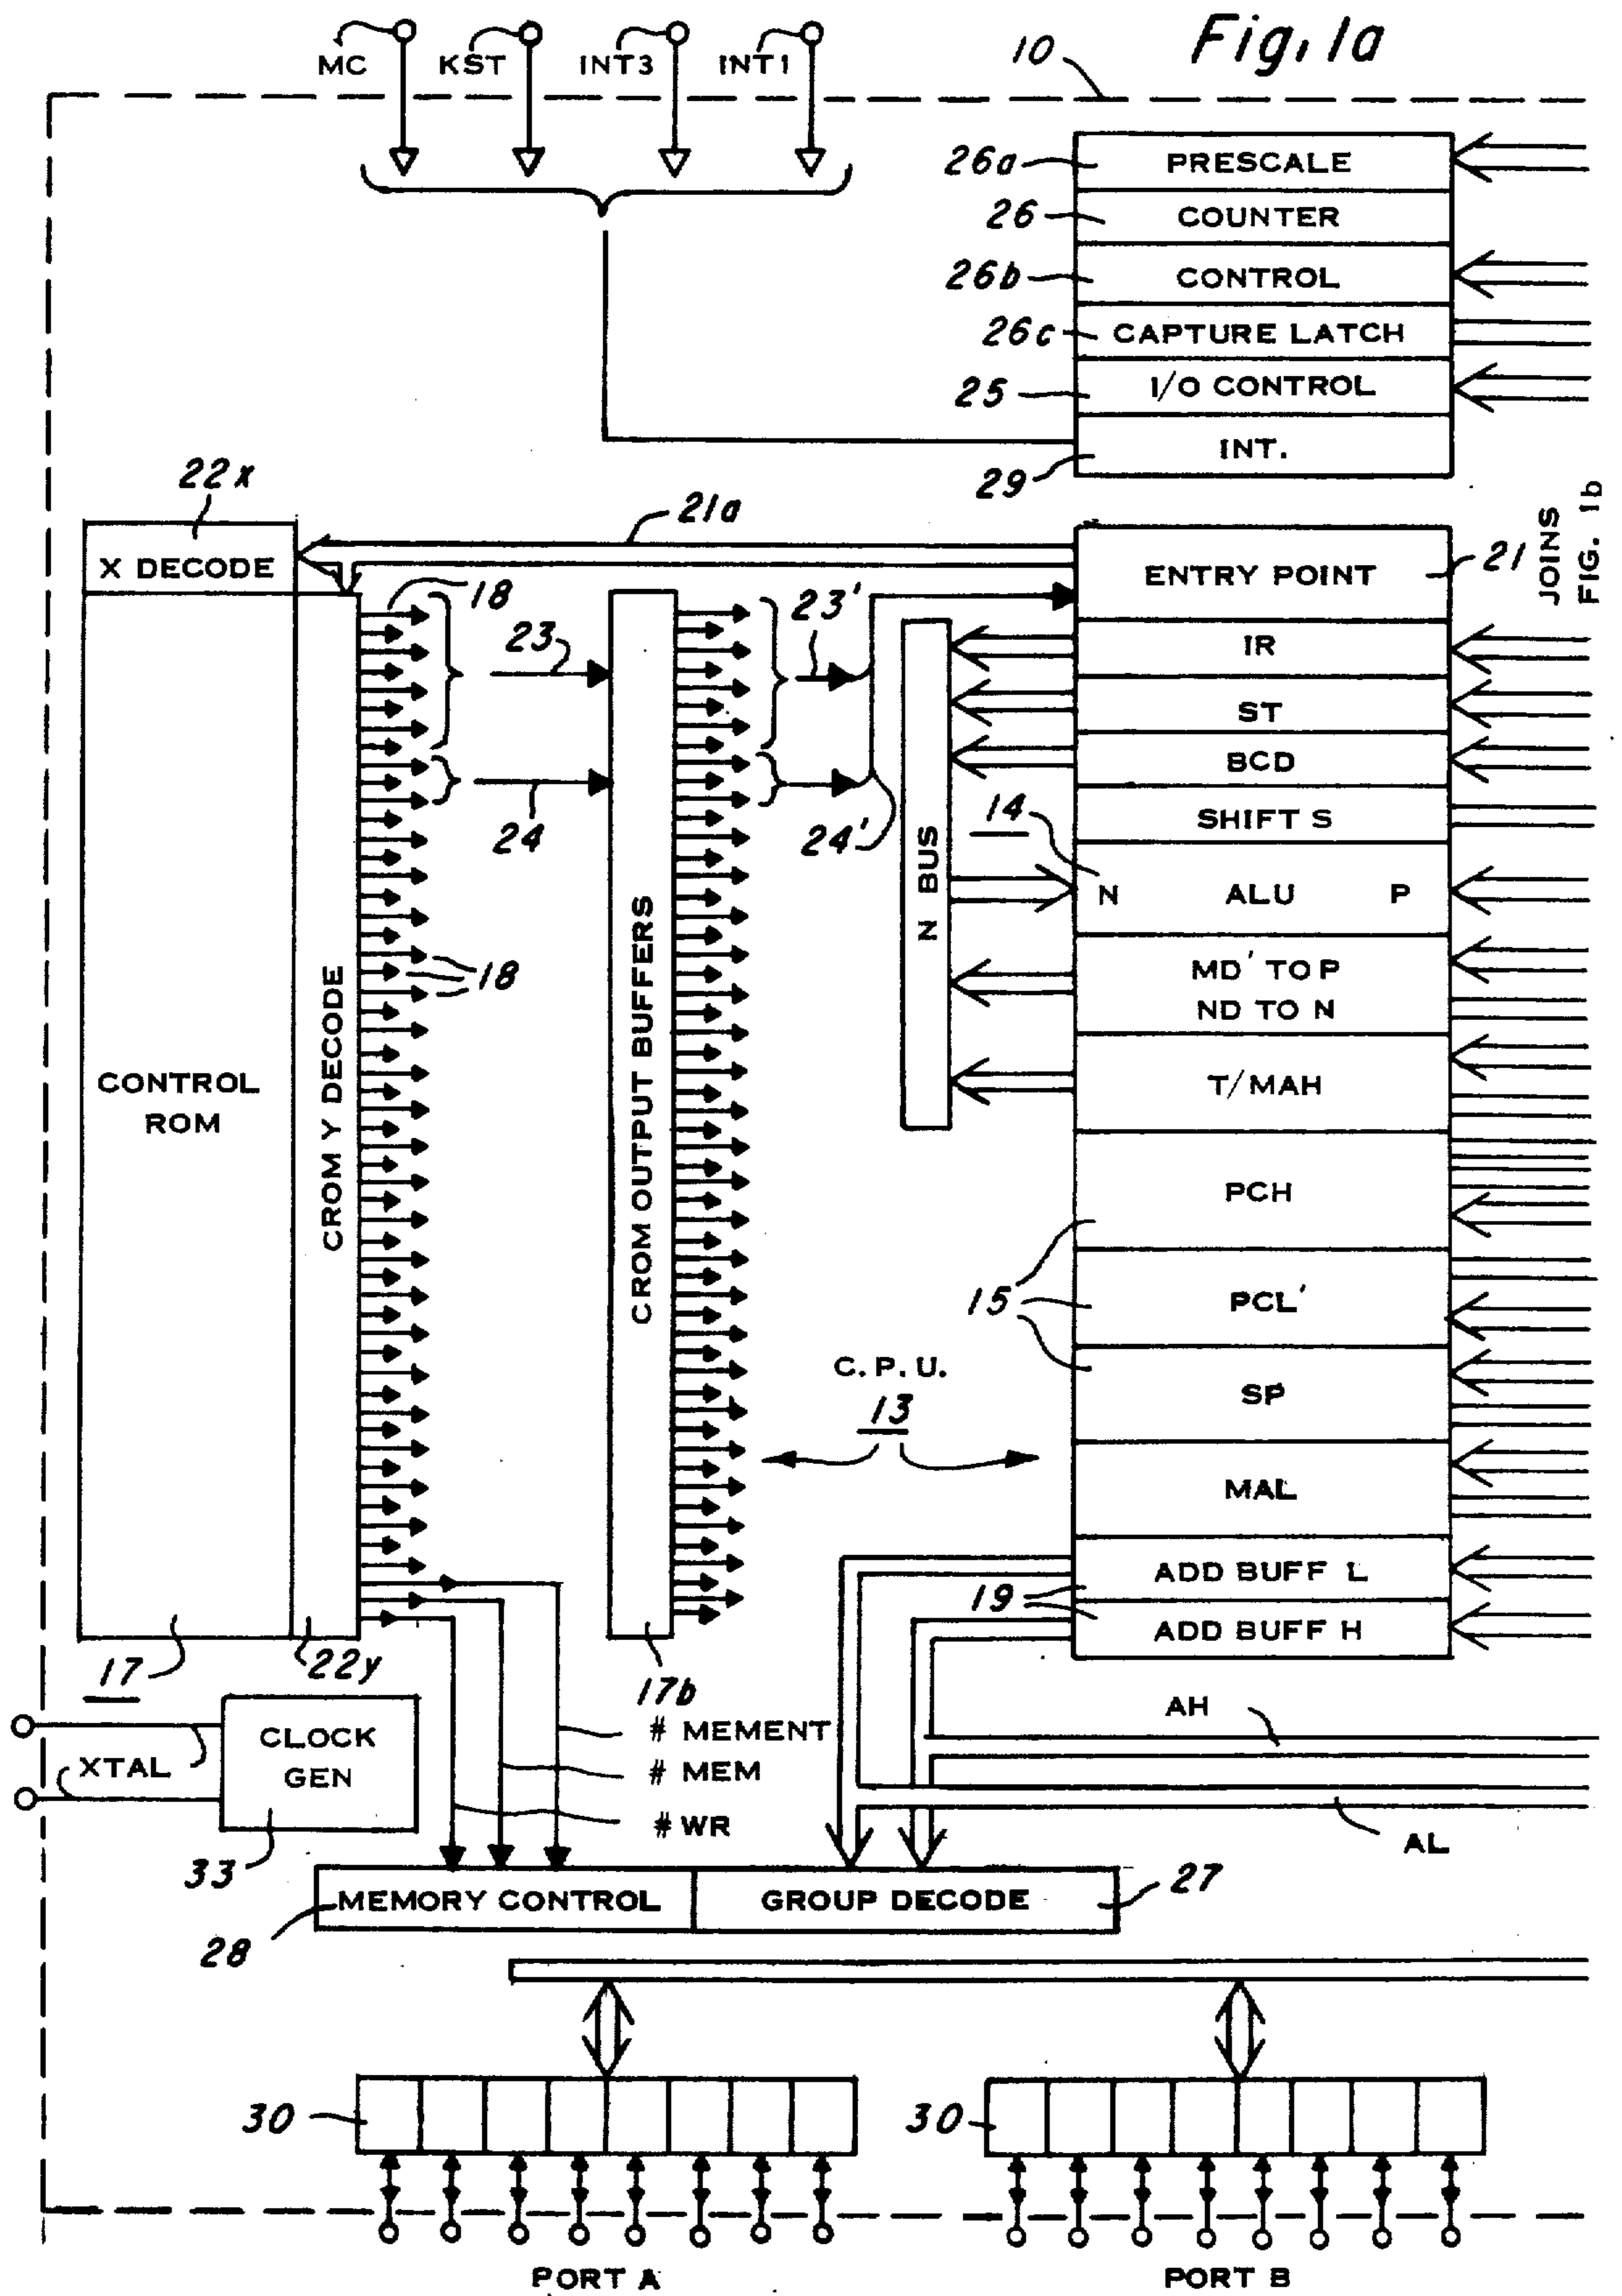 Fig. 1a
MC
KST
INT3
INT1
10
26a
PRESCALE
26
COUNTER
26b
CONTROL
26c
CAPTURE LATCH
25
I/O CONTROL
29
INT.
JOINS
FIG. 1b
22x
X DECODE
21a
ENTRY POINT
21
18
23
23'
IR
ST
BCD
24
24'
14
SHIFT S
N BUS
N
ALU
P
18
MD' TO P
ND TO N
CONTROL
ROM
CROM Y DECODE
CROM OUTPUT BUFFERS
T/MAH
PCH
15
PCL'
C.P.U.
13
SP
MAL
ADD BUFF L
19
ADD BUFF H
17
22y
17b
XTAL
CLOCK
GEN
33
# MEMENT
# MEM
# WR
AH
AL
MEMORY CONTROL
GROUP DECODE
27
28
30
30
PORT A
PORT B